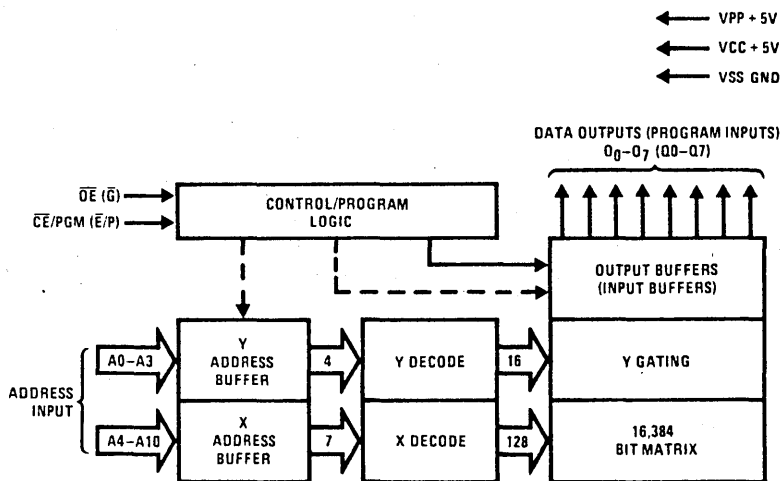 VPP + 5V
VCC + 5V
VSS GND
DATA OUTPUTS (PROGRAM INPUTS)
O0–O7 (Q0–Q7)
OE (G)
CE/PGM (E/P)
CONTROL/PROGRAM
LOGIC
OUTPUT BUFFERS
(INPUT BUFFERS)
ADDRESS
INPUT
A0–A3
Y
ADDRESS
BUFFER
4
Y DECODE
16
Y GATING
A4–A10
X
ADDRESS
BUFFER
7
X DECODE
128
16,384
BIT MATRIX